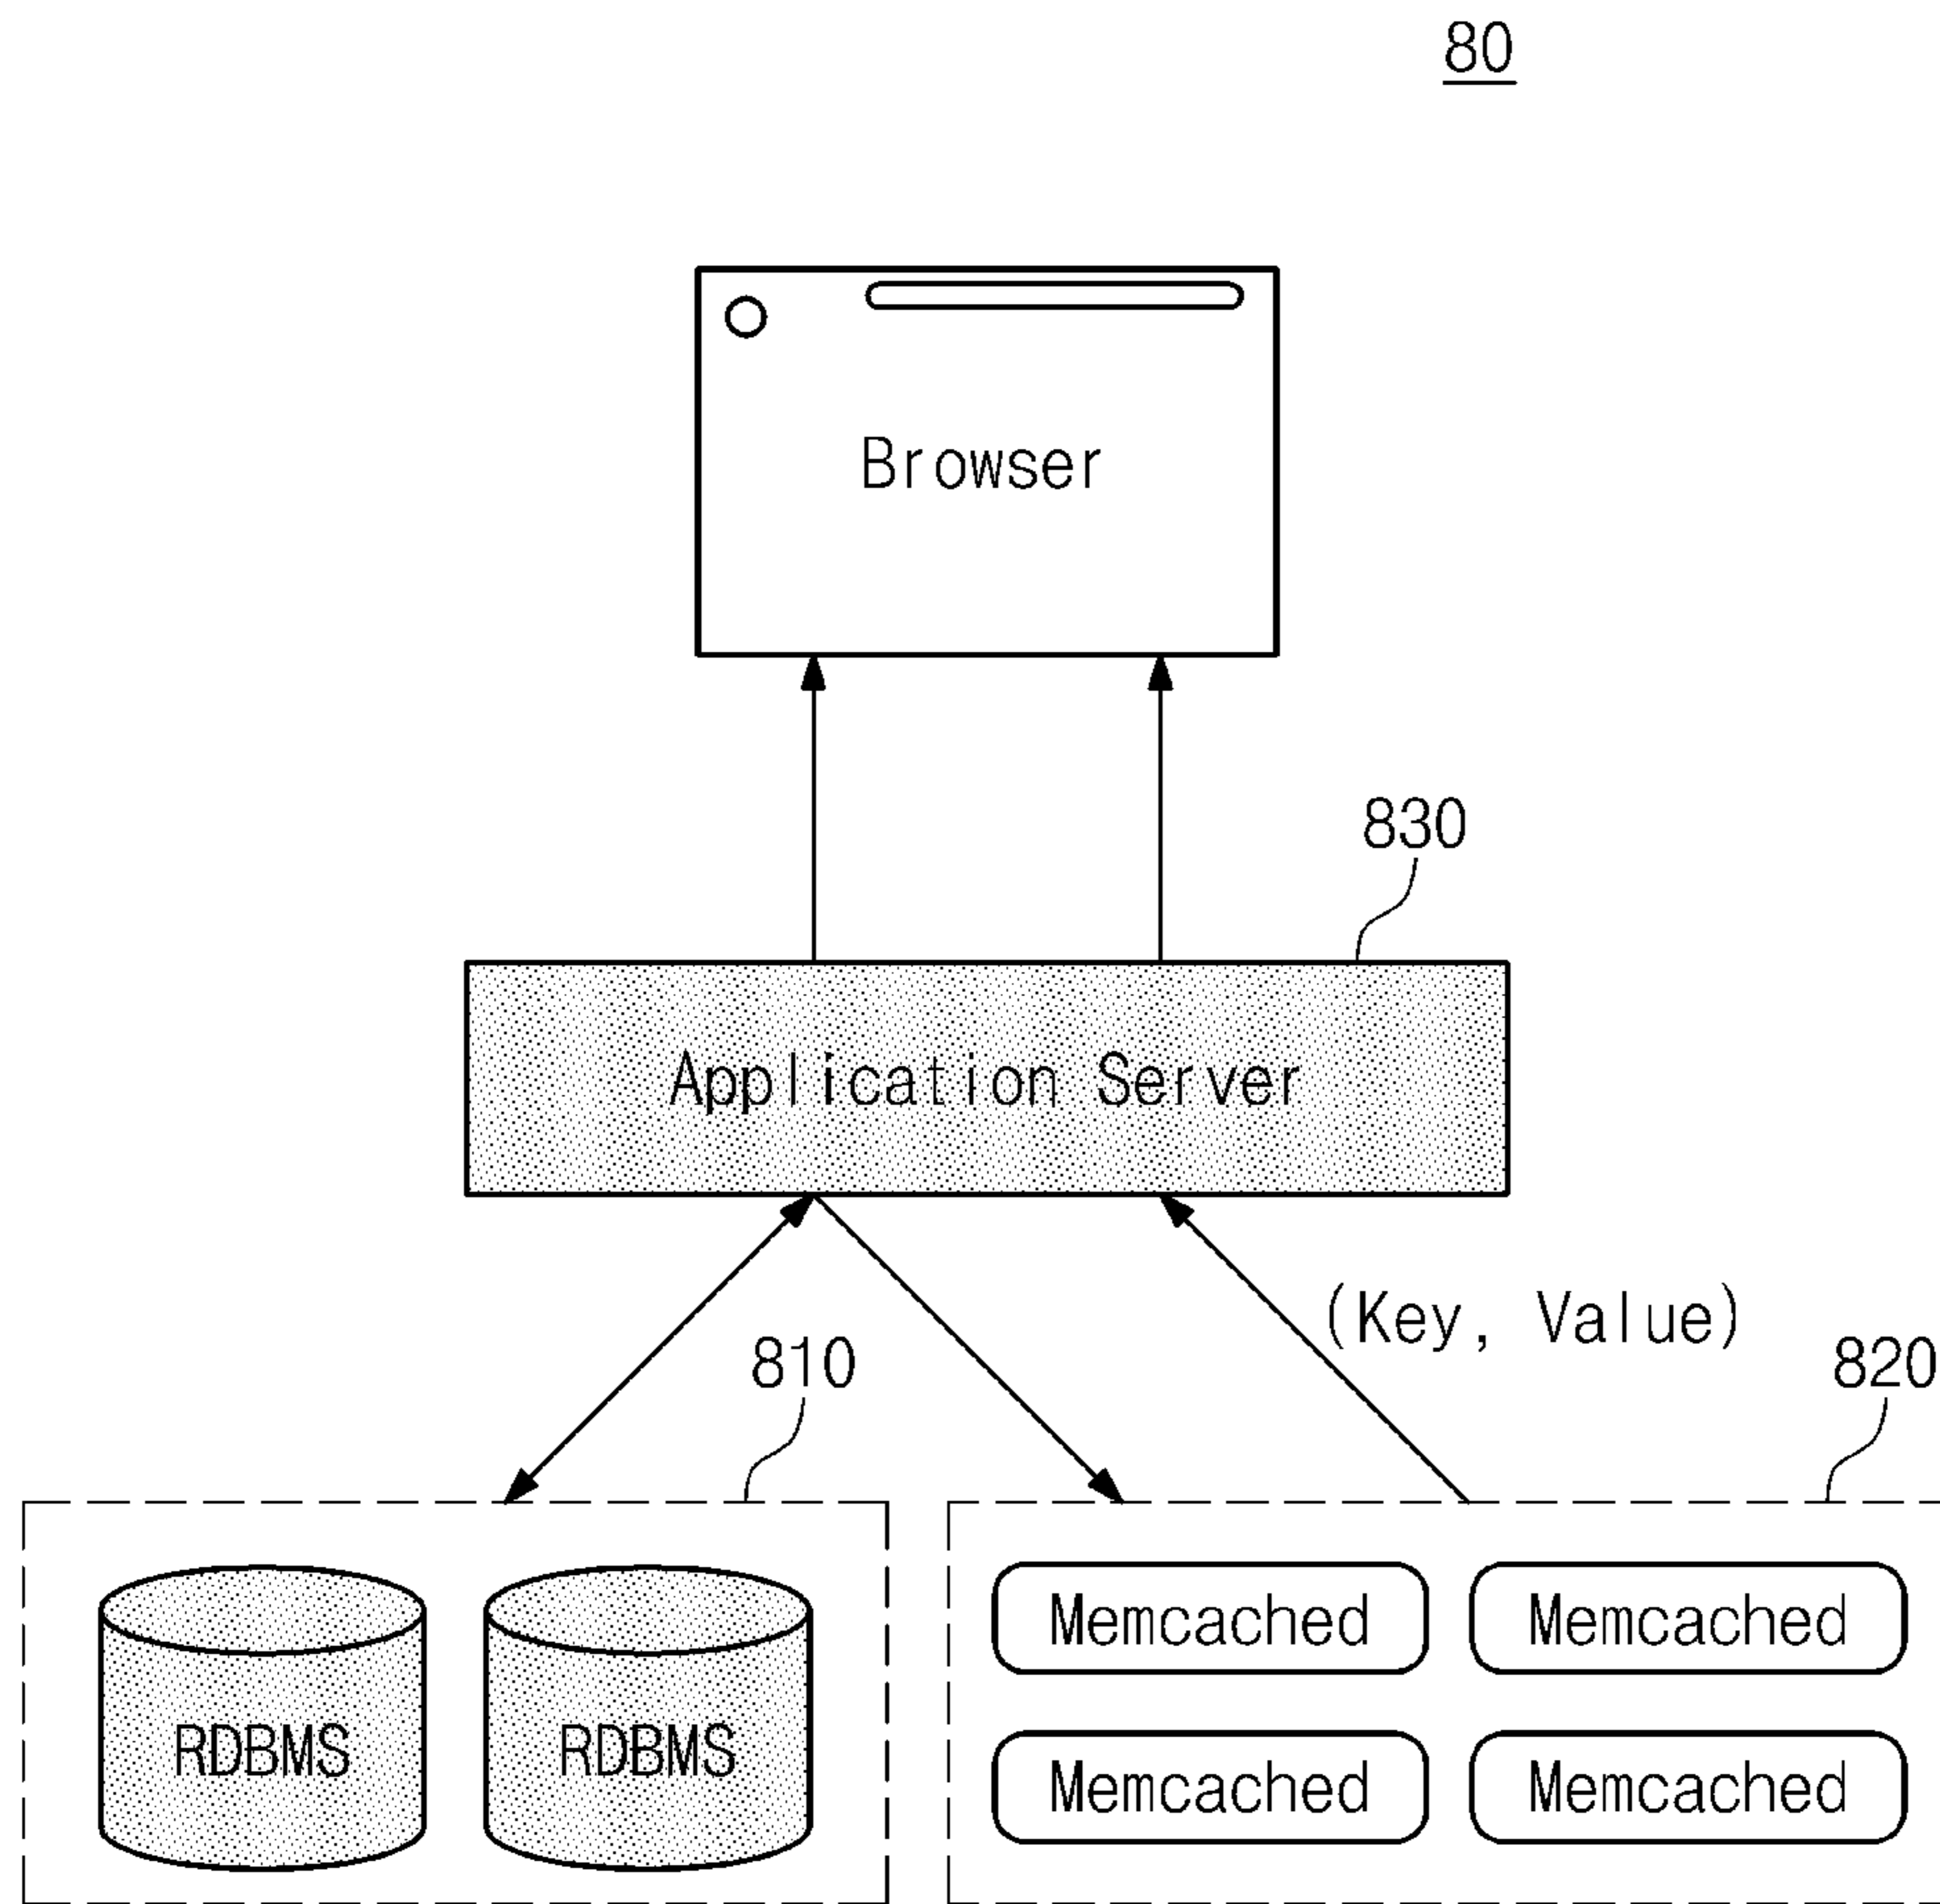 80
Browser
830
Application Server
(Key, Value)
810
820
RDBMS
RDBMS
Memcached
Memcached
Memcached
Memcached